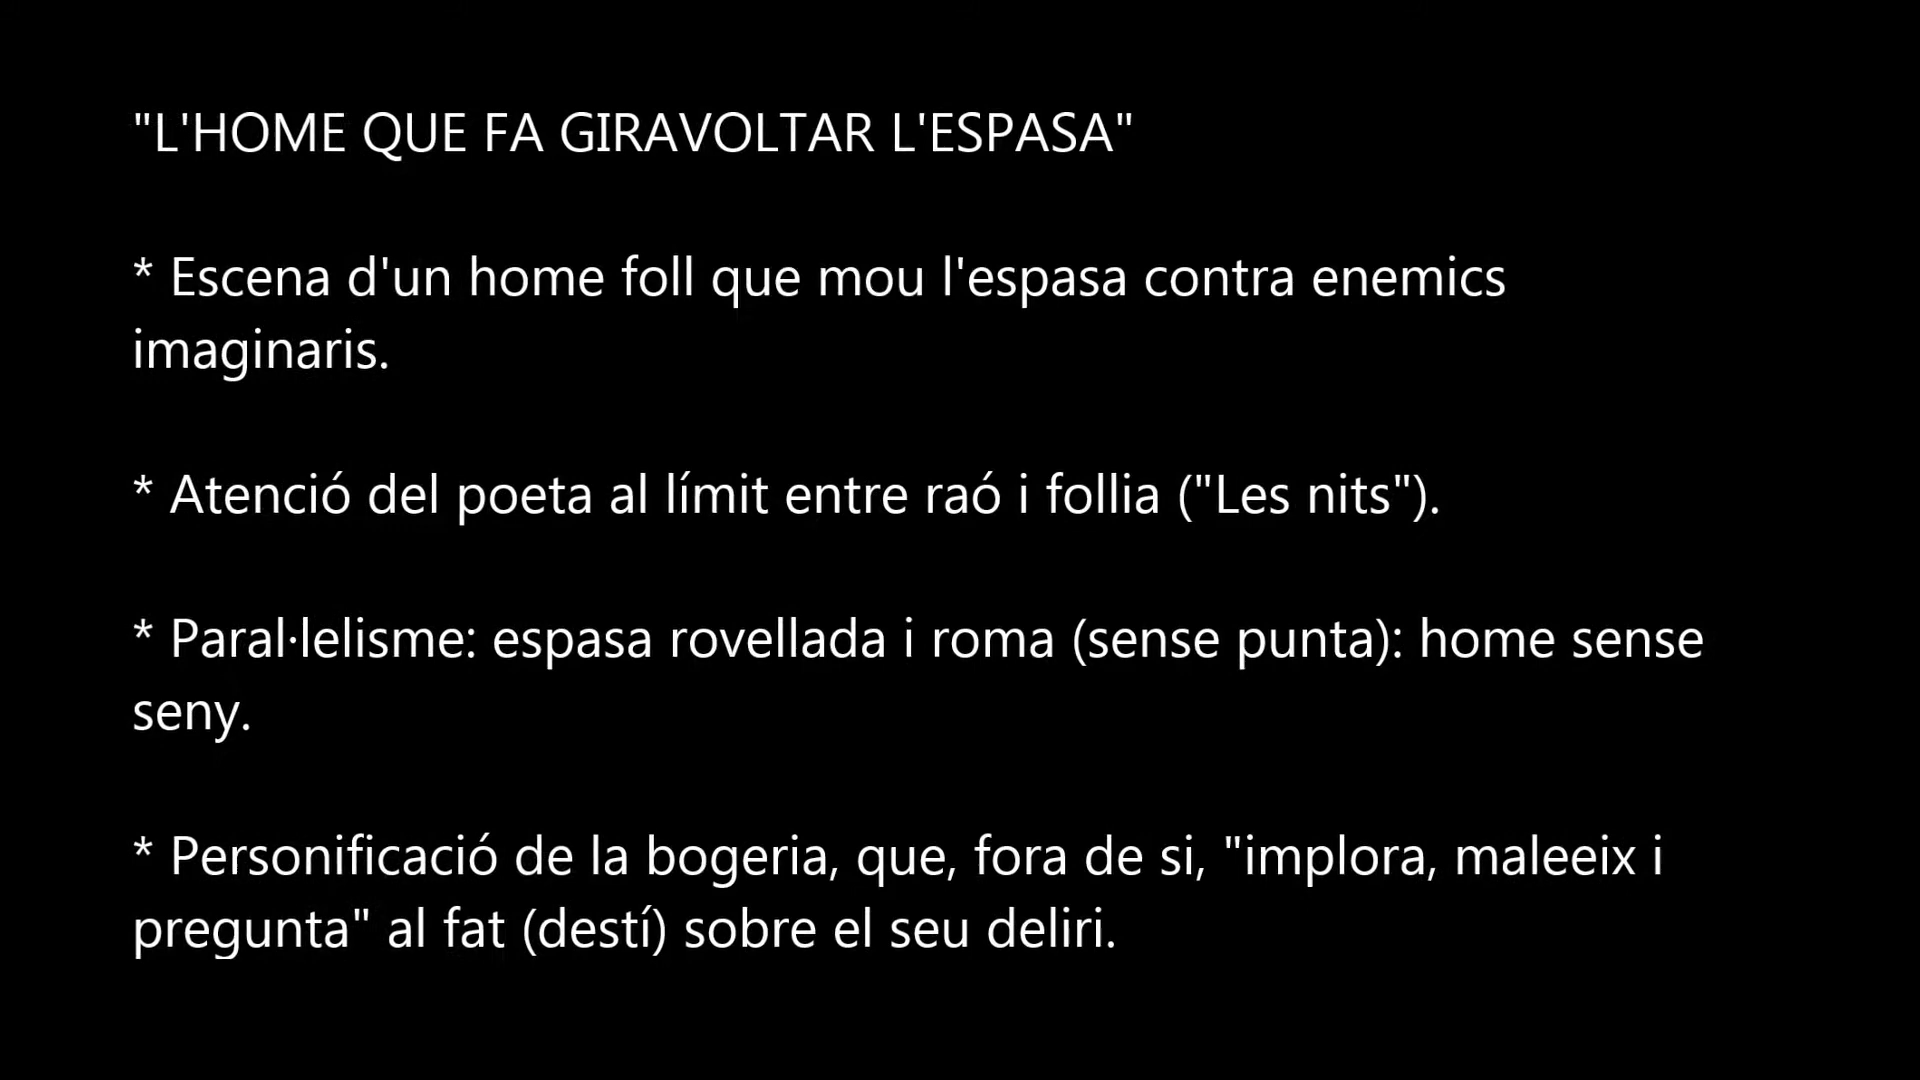 "L'HOME QUE FA GIRAVOLTAR L'ESPASA"
* Escena d'un home foll que mou l'espasa contra enemics
imaginaris.
* Atenció del poeta al límit entre raó i follia ("Les nits").
* Paral·lelisme: espasa rovellada i roma (sense punta): home sense
seny.
* Personificació de la bogeria, que, fora de si, "implora, maleeix i
pregunta" al fat (destí) sobre el seu deliri.